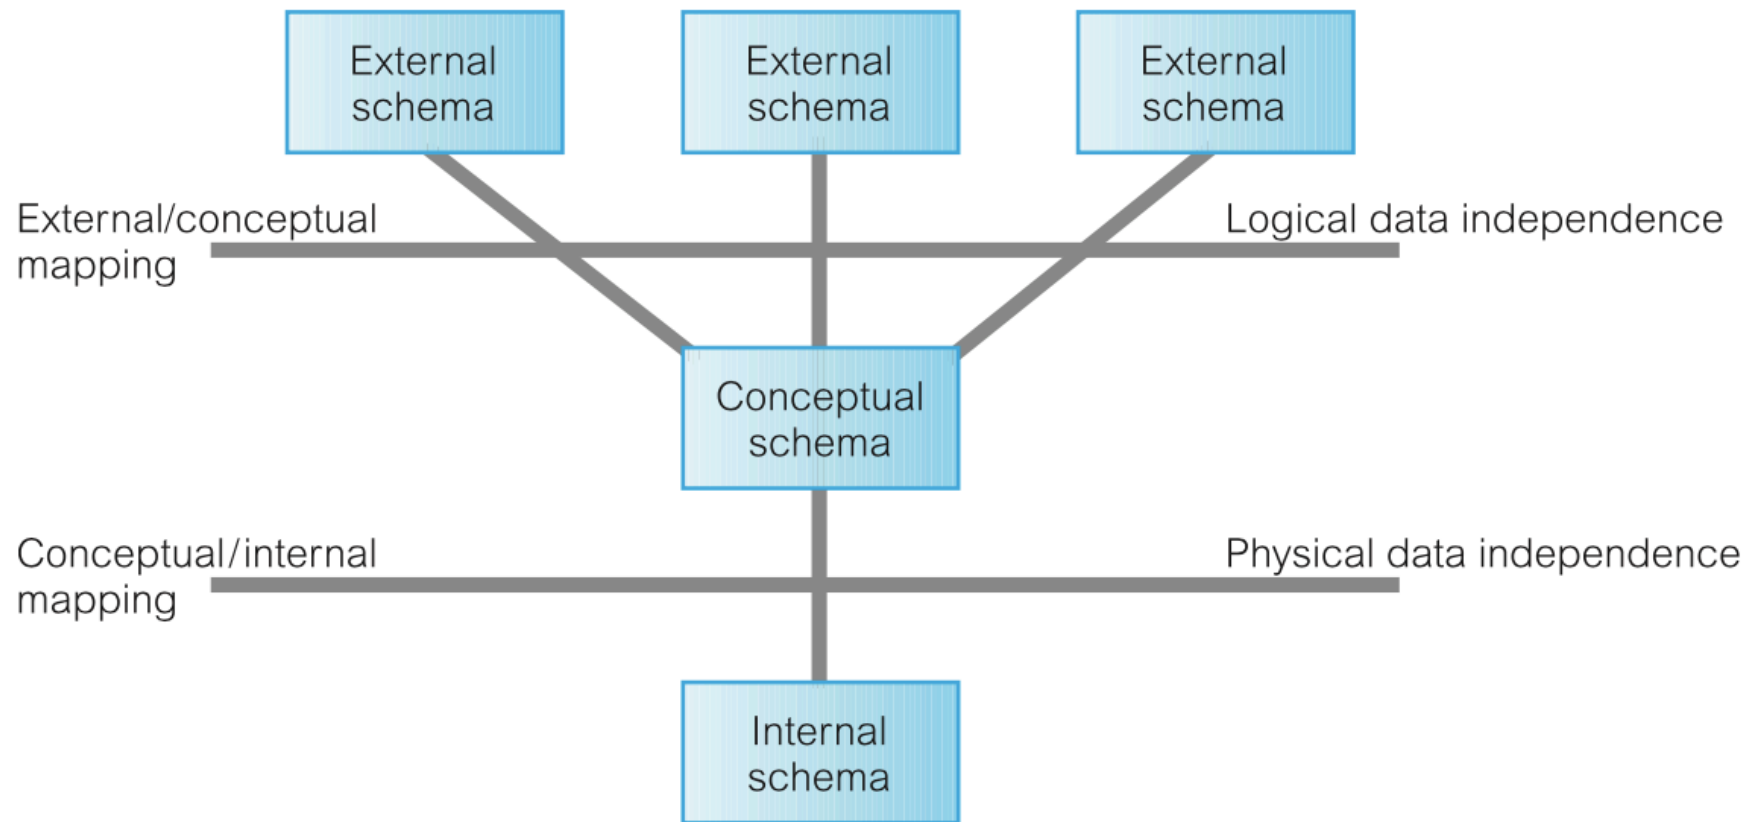 External
schema
External
schema
External
schema
External/conceptual
mapping
Logical data independence
Conceptual
schema
Conceptual/internal
mapping
Physical data independence
Internal
schema